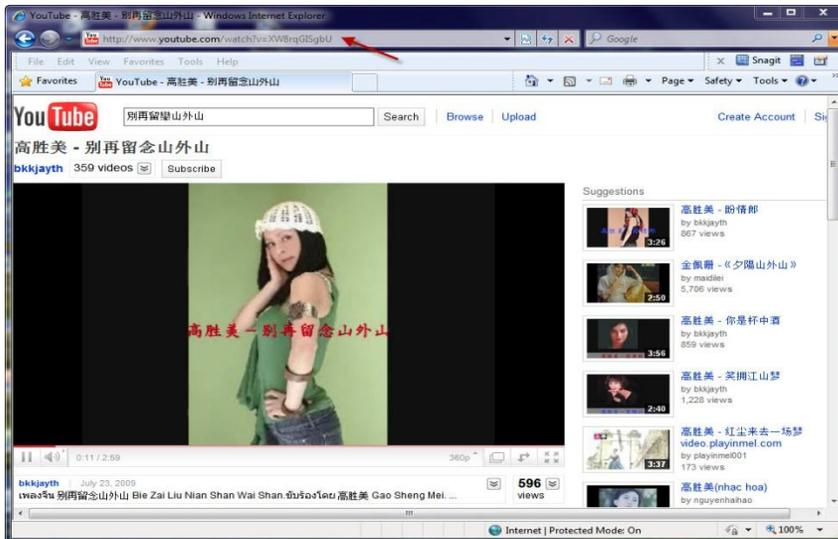 YouTube - 高胜美 - 别再留念山外山 - Windows Internet Explorer
http://www.youtube.com/watch?v=XW8rqGISgbU
Google
File Edit View Favorites Tools Help
Snagit
Favorites
YouTube - 高胜美 - 别再留念山外山
Page Safety Tools
YouTube
別再留戀山外山
Search Browse Upload
Create Account
高胜美 - 别再留念山外山
bkkjayth 359 videos
Subscribe
高胜美-别再留念山外山
0:11 / 2:59
360p
bkkjayth July 23, 2009
เพลงจีน 别再留念山外山 Bie Zai Liu Nian Shan Wai Shan.ขับร้องโดย 高胜美 Gao Sheng Mei. ...
596 views
Suggestions
3:26
高胜美 - 盼情郎
by bkkjayth
867 views
2:50
金佩珊 -《夕陽山外山》
by maidilei
5,706 views
3:56
高胜美 - 你是杯中酒
by bkkjayth
859 views
2:40
高胜美 - 笑拥江山梦
by bkkjayth
1,228 views
3:37
高胜美 - 红尘来去一场梦
video.playinmel.com
by playinmel001
173 views
高胜美(nhạc hoa)
by nguyenhaihao
Internet | Protected Mode: On
100%